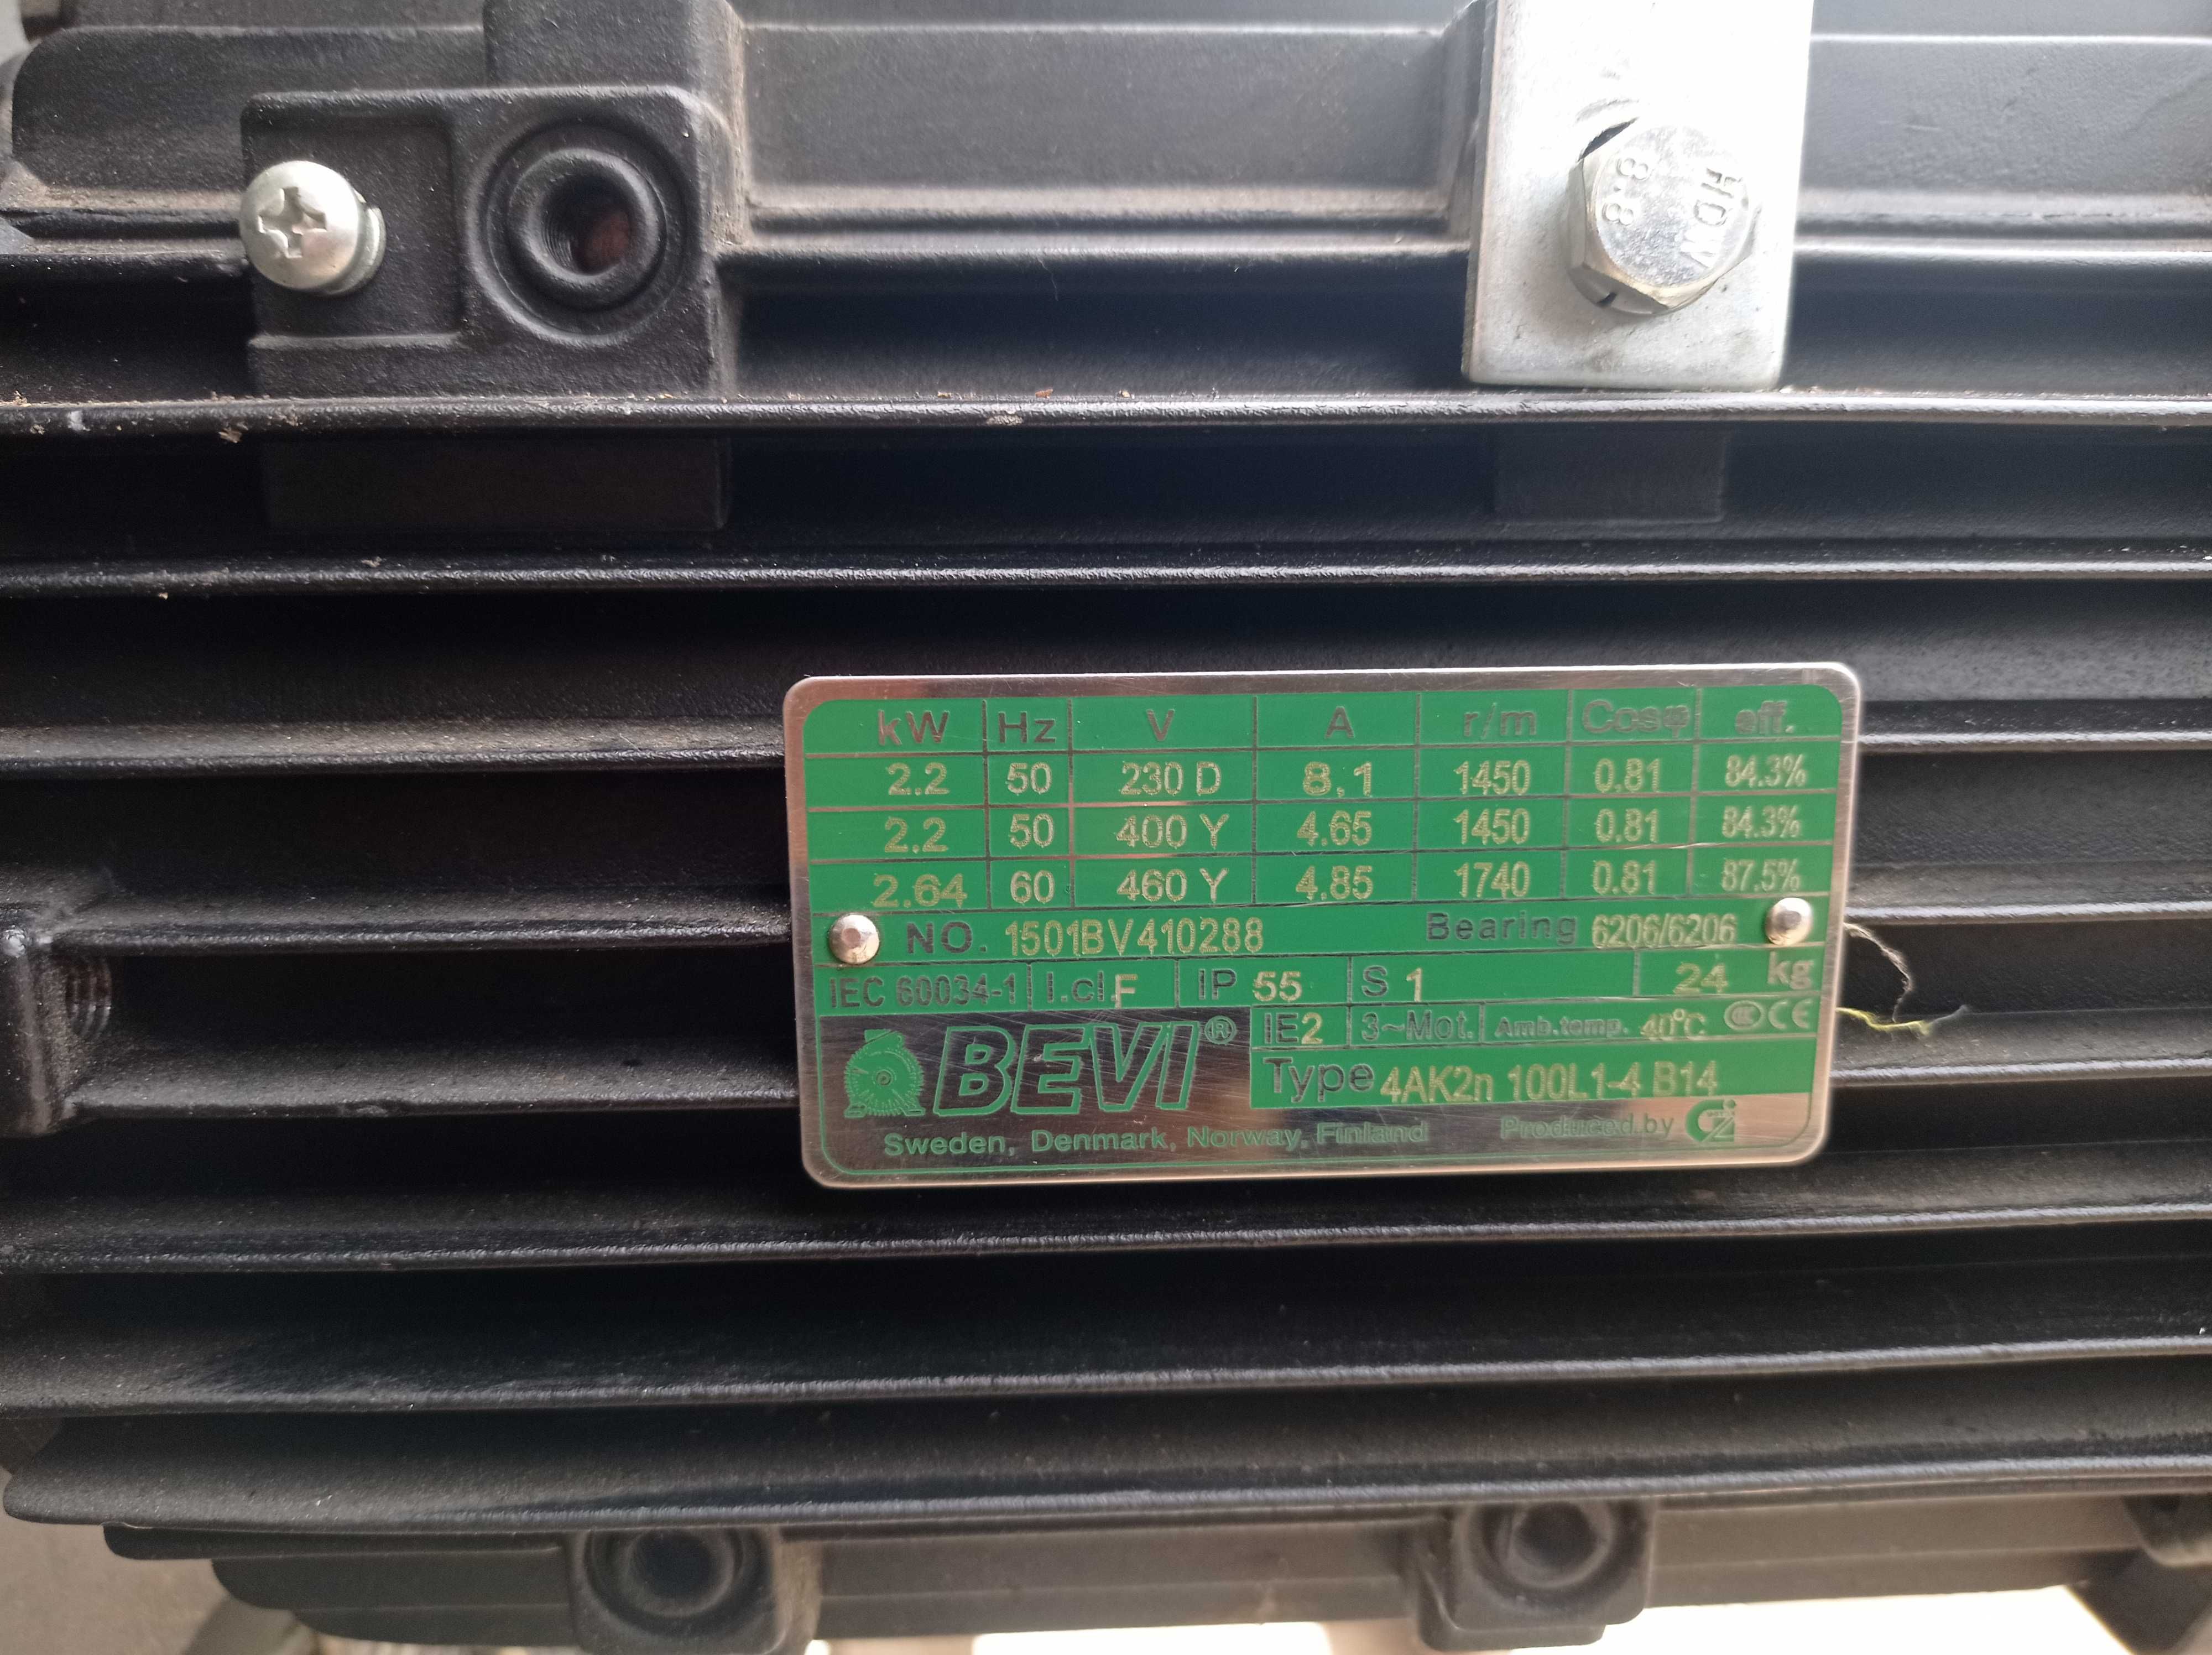 HDW
8.8
kW Hz V A r/m Cosφ eff.
2.2 50 230 D 8.1 1450 0.81 84.3%
2.2 50 400 Y 4.65 1450 0.81 84.3%
2.64 60 460 Y 4.85 1740 0.81 87.5%
NO. 1501BV410288 Bearing 6206/6206
IEC 60034-1 I.cl.F IP 55 S 1 24 kg
BEVI® IE2 3~Mot. Amb.temp. 40°C CCC CE
Type 4AK2n 100L1-4 B14
Sweden, Denmark, Norway, Finland Produced by